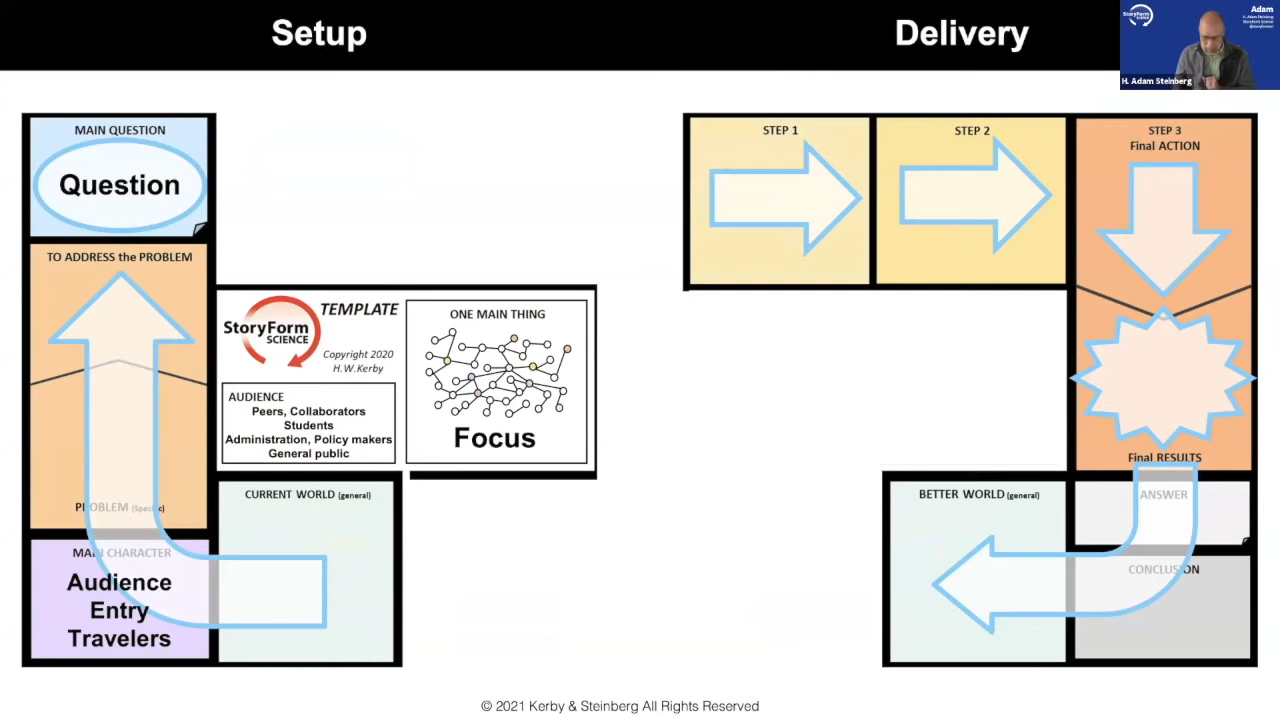 Setup
Delivery
StoryForm
SCIENCE
Adam
H. Adam Steinberg
StoryForm Science
H. Adam Steinberg
MAIN QUESTION
Question
TO ADDRESS the PROBLEM
PROBLEM (Specific)
MAIN CHARACTER
Audience
Entry
Travelers
StoryForm
SCIENCE
TEMPLATE
Copyright 2020
H.W.Kerby
AUDIENCE
Peers, Collaborators
Students
Administration, Policy makers
General public
ONE MAIN THING
Focus
CURRENT WORLD (general)
STEP 1
STEP 2
STEP 3
Final ACTION
Final RESULTS
ANSWER
BETTER WORLD (general)
CONCLUSION
© 2021 Kerby & Steinberg All Rights Reserved